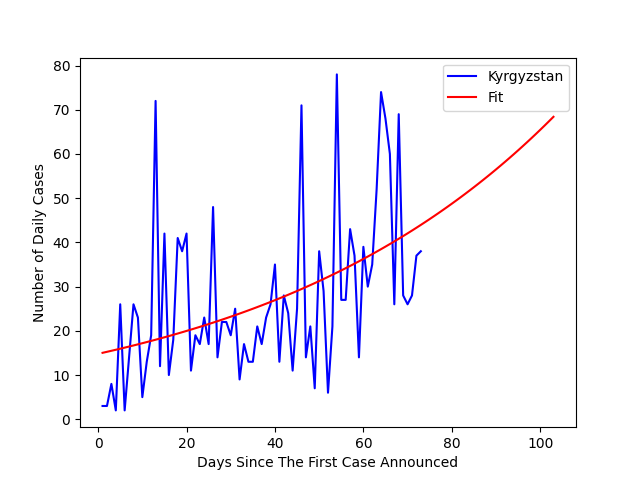 Kyrgyzstan
Fit
80
70
60
50
40
30
20
10
0
Number of Daily Cases
0 20 40 60 80 100
Days Since The First Case Announced